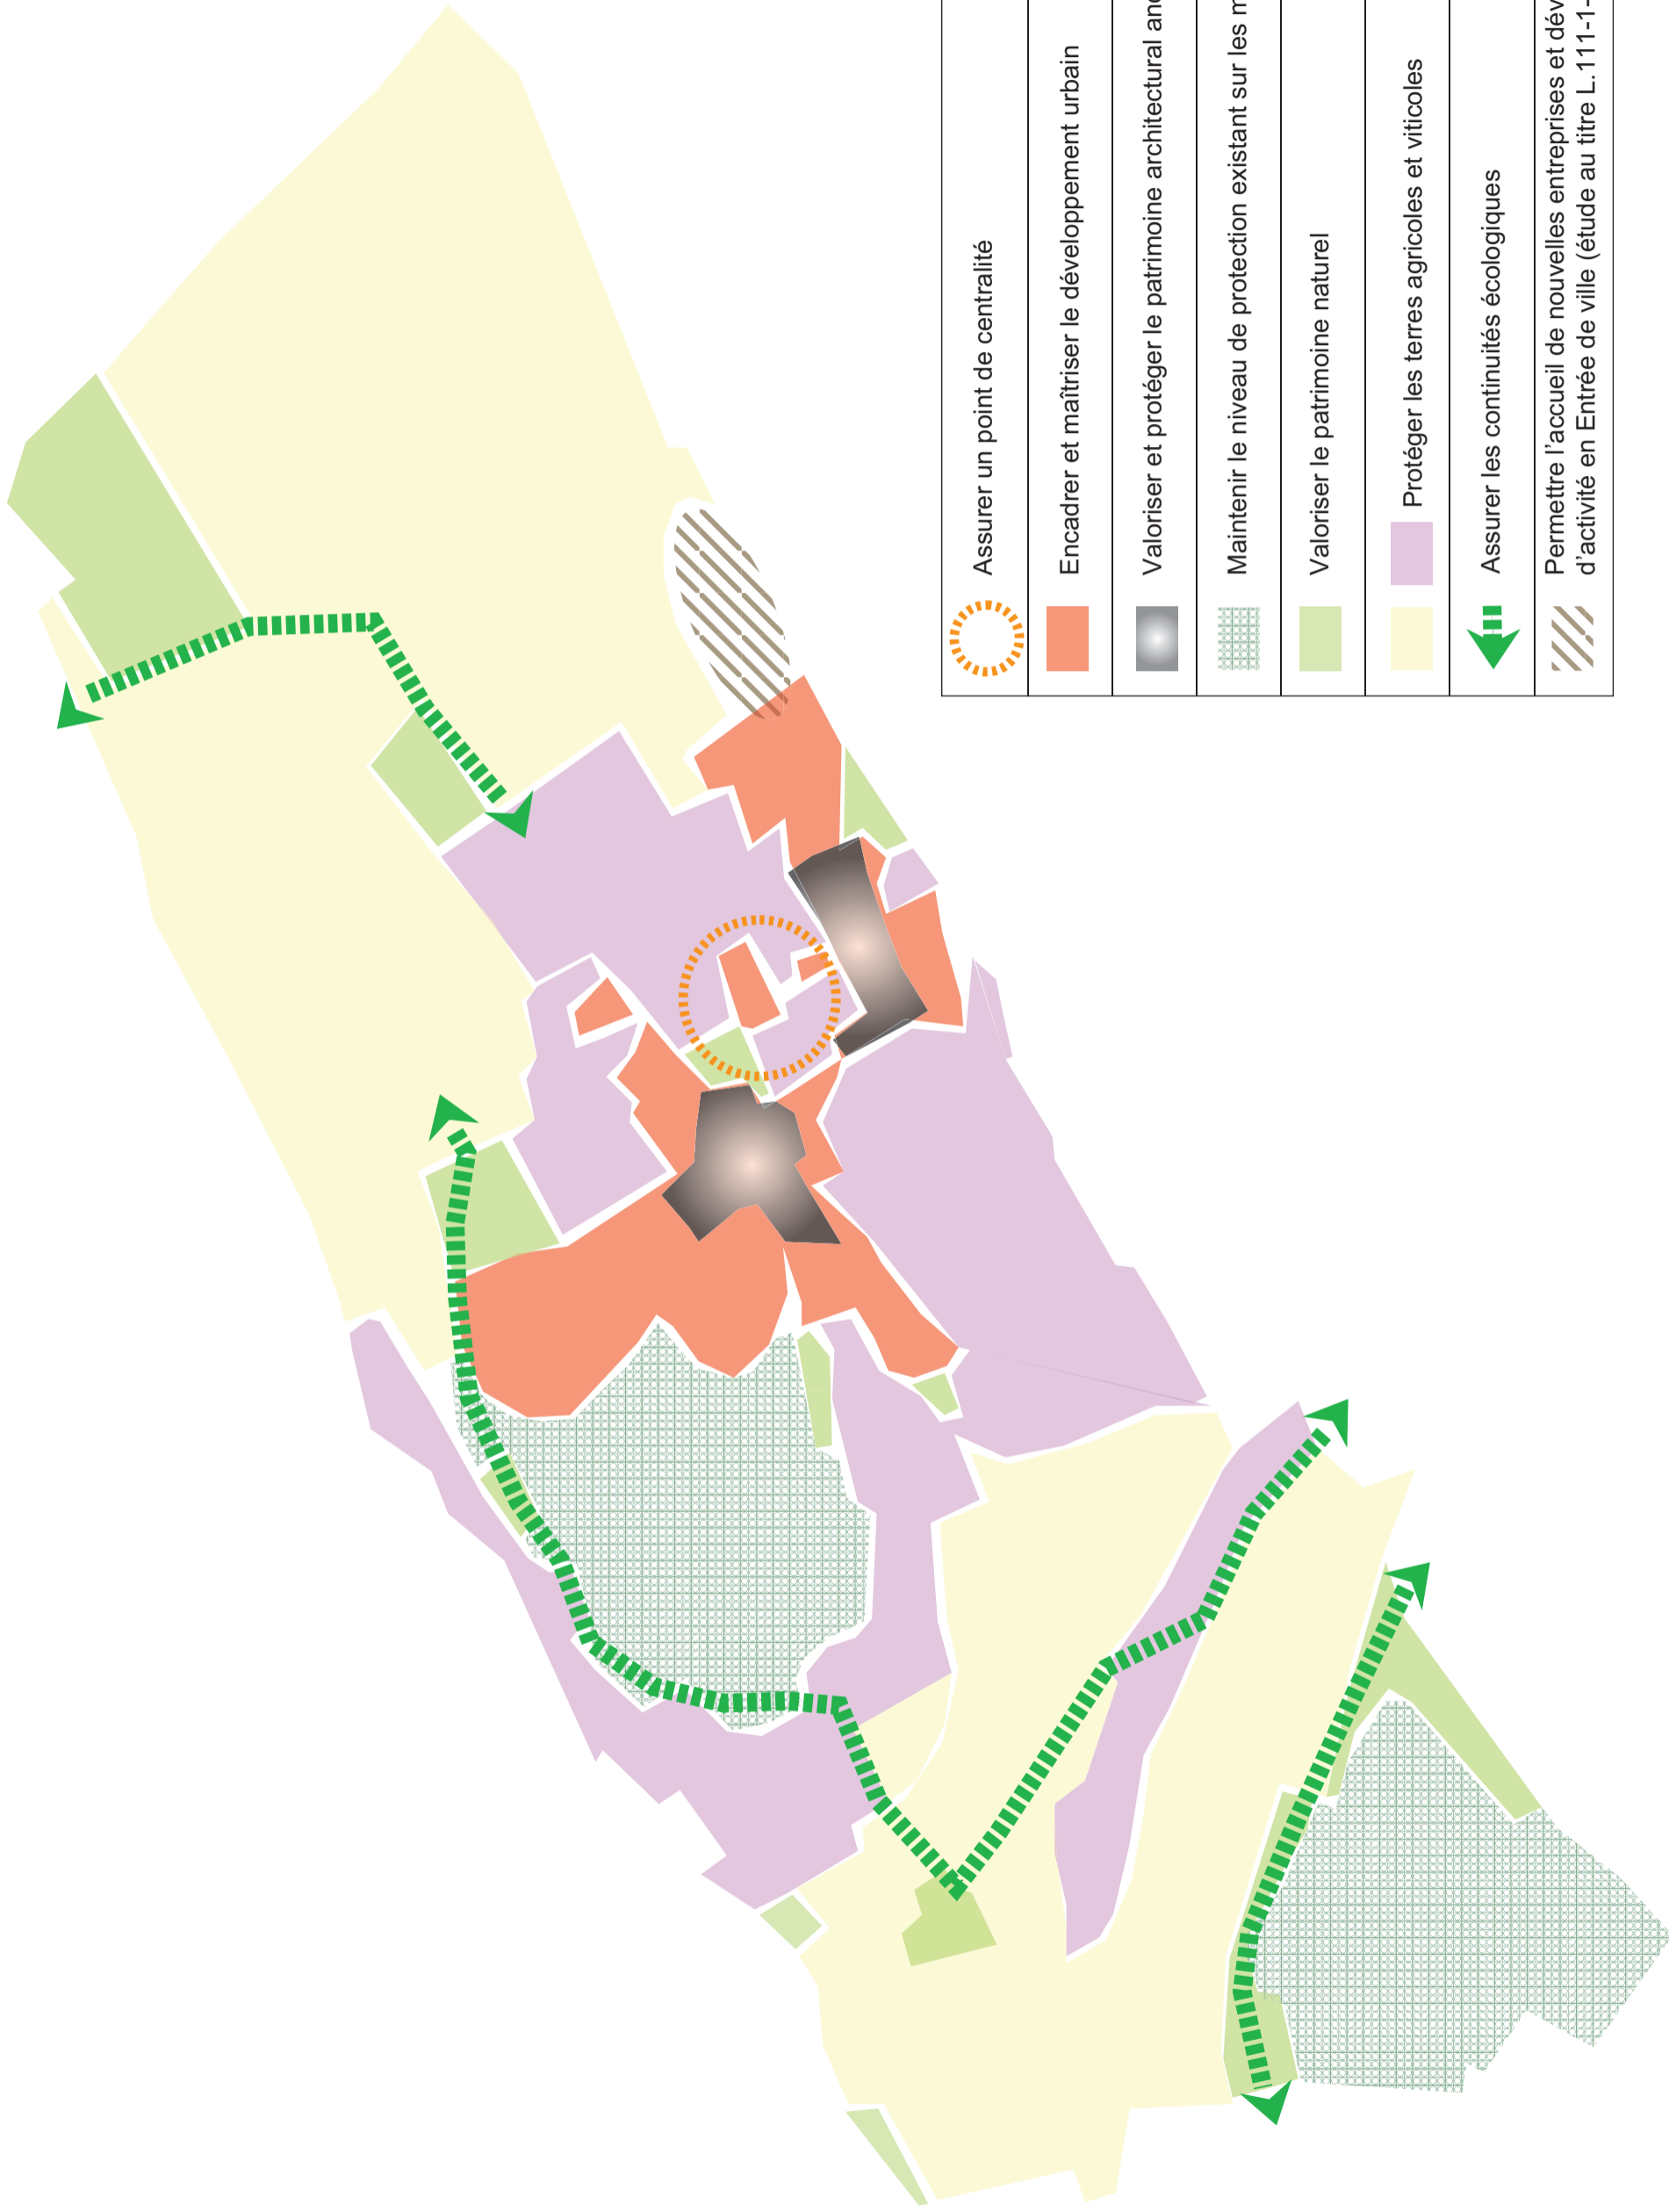 Assurer un point de centralité
Encadrer et maîtriser le développement urbain
Valoriser et protéger le patrimoine architectural
Maintenir le niveau de protection existant sur les
Valoriser le patrimoine naturel
Protéger les terres agricoles et viticoles
Assurer les continuités écologiques
Permettre l'accueil de nouvelles entreprises et
d'activité en Entrée de ville (étude au titre L.111-1-